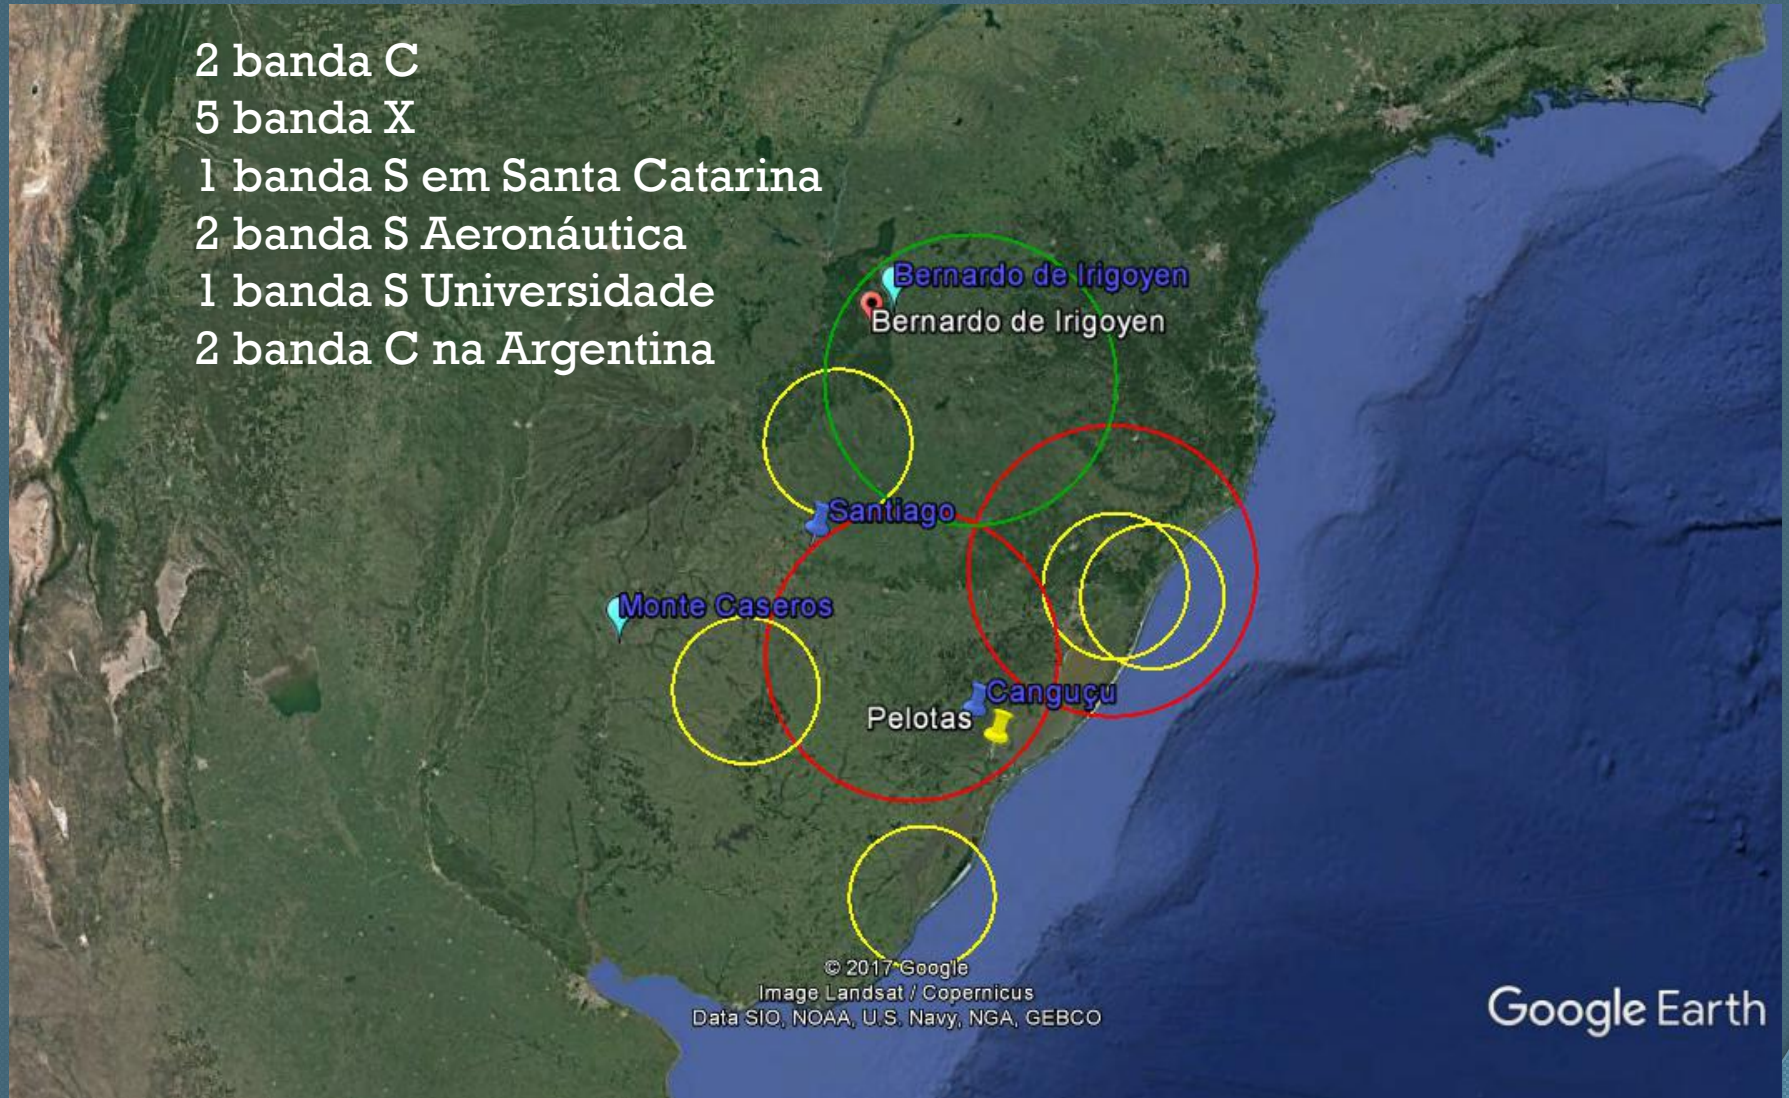 2 banda C
5 banda X
1 banda S em Santa Catarina
2 banda S Aeronáutica
1 banda S Universidade
2 banda C na Argentina
Bernardo de Irigoyen
Bernardo de Irigoyen
Santiago
Monte Caseros
Canguçu
Pelotas
© 2017 Google
Image Landsat / Copernicus
Data SIO, NOAA, U.S. Navy, NGA, GEBCO
Google Earth